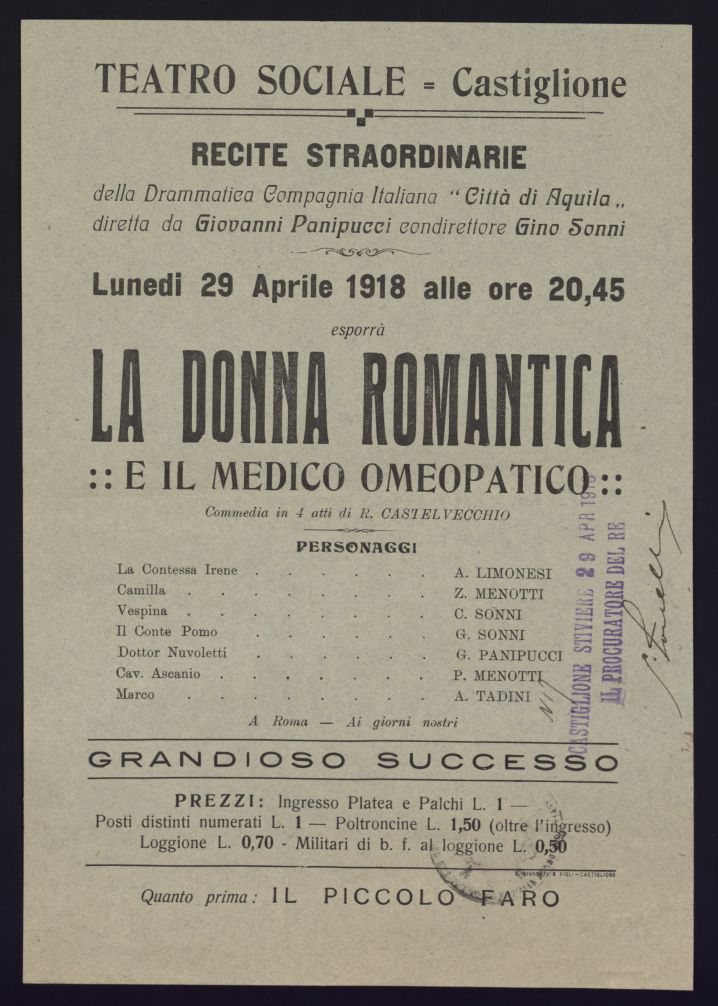 TEATRO SOCIALE = Castiglione
RECITE STRAORDINARIE
della Drammatica Compagnia Italiana “ Città di Aquila „
diretta da Giovanni Panipucci condirettore Gino Sonni
Lunedi 29 Aprile 1918 alle ore 20,45
esporrà
LA DONNA ROMANTICA
:: E IL MEDICO OMEOPATICO ::
Commedia in 4 atti di R. CASTELVECCHIO
PERSONAGGI
La Contessa Irene . . . . . . A. LIMONESI
Camilla . . . . . . . . Z. MENOTTI
Vespina . . . . . . . . C. SONNI
Il Conte Pomo . . . . . . G. SONNI
Dottor Nuvoletti . . . . . . G. PANIPUCCI
Cav. Ascanio . . . . . . . P. MENOTTI
Marco . . . . . . . . A. TADINI
A Roma — Ai giorni nostri
GRANDIOSO SUCCESSO
PREZZI: Ingresso Platea e Palchi L. 1 —
Posti distinti numerati L. 1 — Poltroncine L. 1,50 (oltre l'ingresso)
Loggione L. 0,70 - Militari di b. f. al loggione L. 0,50
FIGLI - CASTIGLIONE
Quanto prima: IL PICCOLO FARO
CASTIGLIONE STIVIERE 29 APR 1918
IL PROCURATORE DEL RE